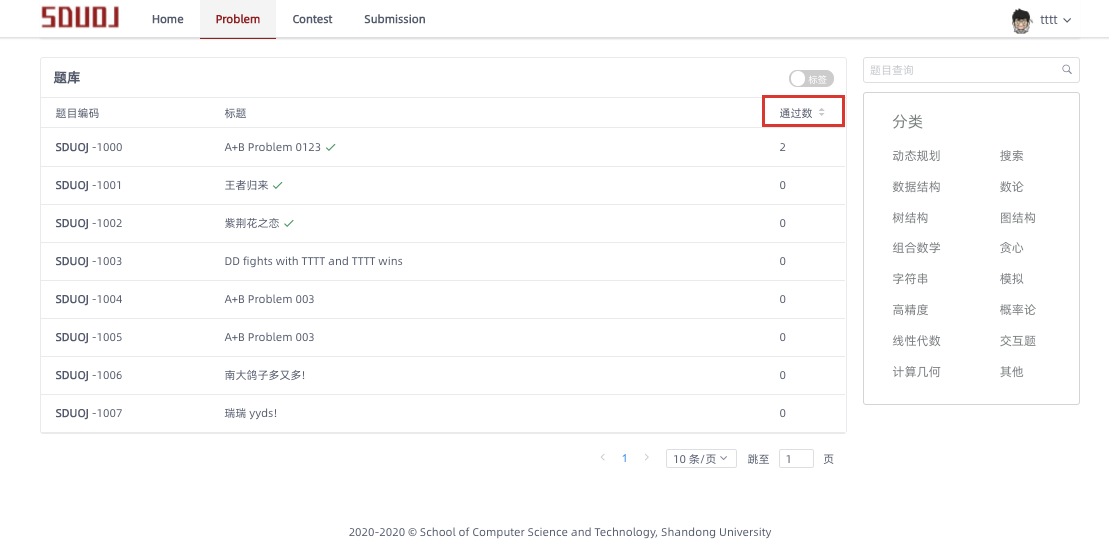 SDUOJ Home Problem Contest Submission tttt
题库 标签
题目编码 标题 通过数
SDUOJ -1000 A+B Problem 0123 2
SDUOJ -1001 王者归来 0
SDUOJ -1002 紫荆花之恋 0
SDUOJ -1003 DD fights with TTTT and TTTT wins 0
SDUOJ -1004 A+B Problem 003 0
SDUOJ -1005 A+B Problem 003 0
SDUOJ -1006 南大鸽子多又多! 0
SDUOJ -1007 瑞瑞 yyds! 0
1 10 条/页 跳至 1 页
题目查询
分类
动态规划 搜索
数据结构 数论
树结构 图结构
组合数学 贪心
字符串 模拟
高精度 概率论
线性代数 交互题
计算几何 其他
2020-2020 © School of Computer Science and Technology, Shandong University